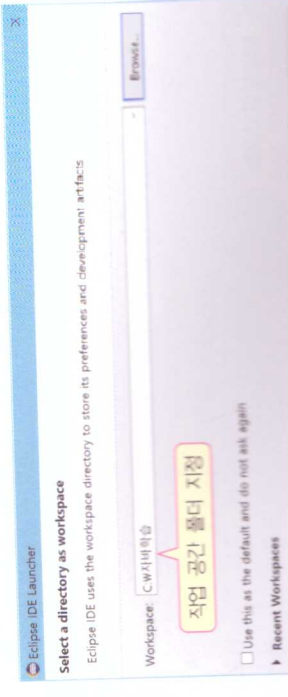 Eclipse IDE Launcher
Select a directory as workspace
Eclipse IDE uses the workspace directory to store its preferences and development artifacts
Workspace: C:₩자바학습
Browse...
작업 공간 폴더 지정
Use this as the default and do not ask again
Recent Workspaces